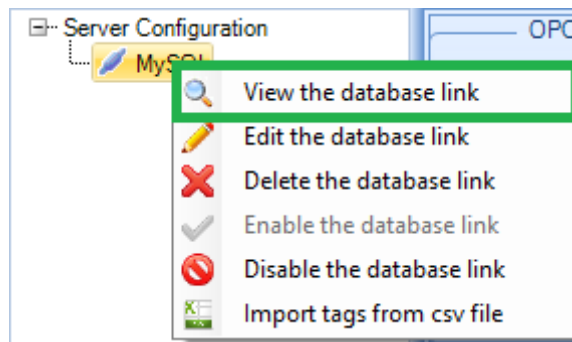 Server Configuration
OPC
MySQL
View the database link
Edit the database link
Delete the database link
Enable the database link
Disable the database link
Import tags from csv file